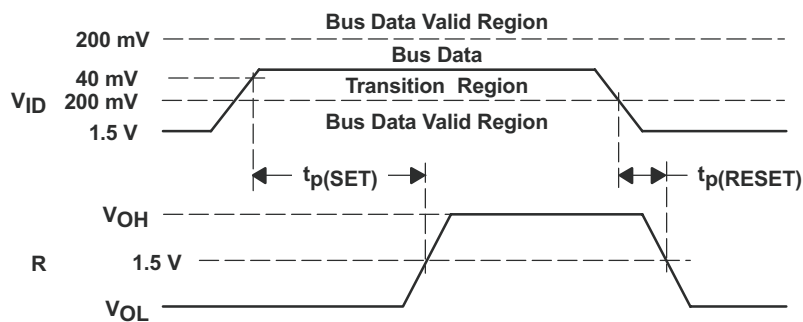 Bus Data Valid Region
200 mV
Bus Data
40 mV
Transition Region
VID
200 mV
Bus Data Valid Region
1.5 V
tp(SET)
tp(RESET)
VOH
R
1.5 V
VOL